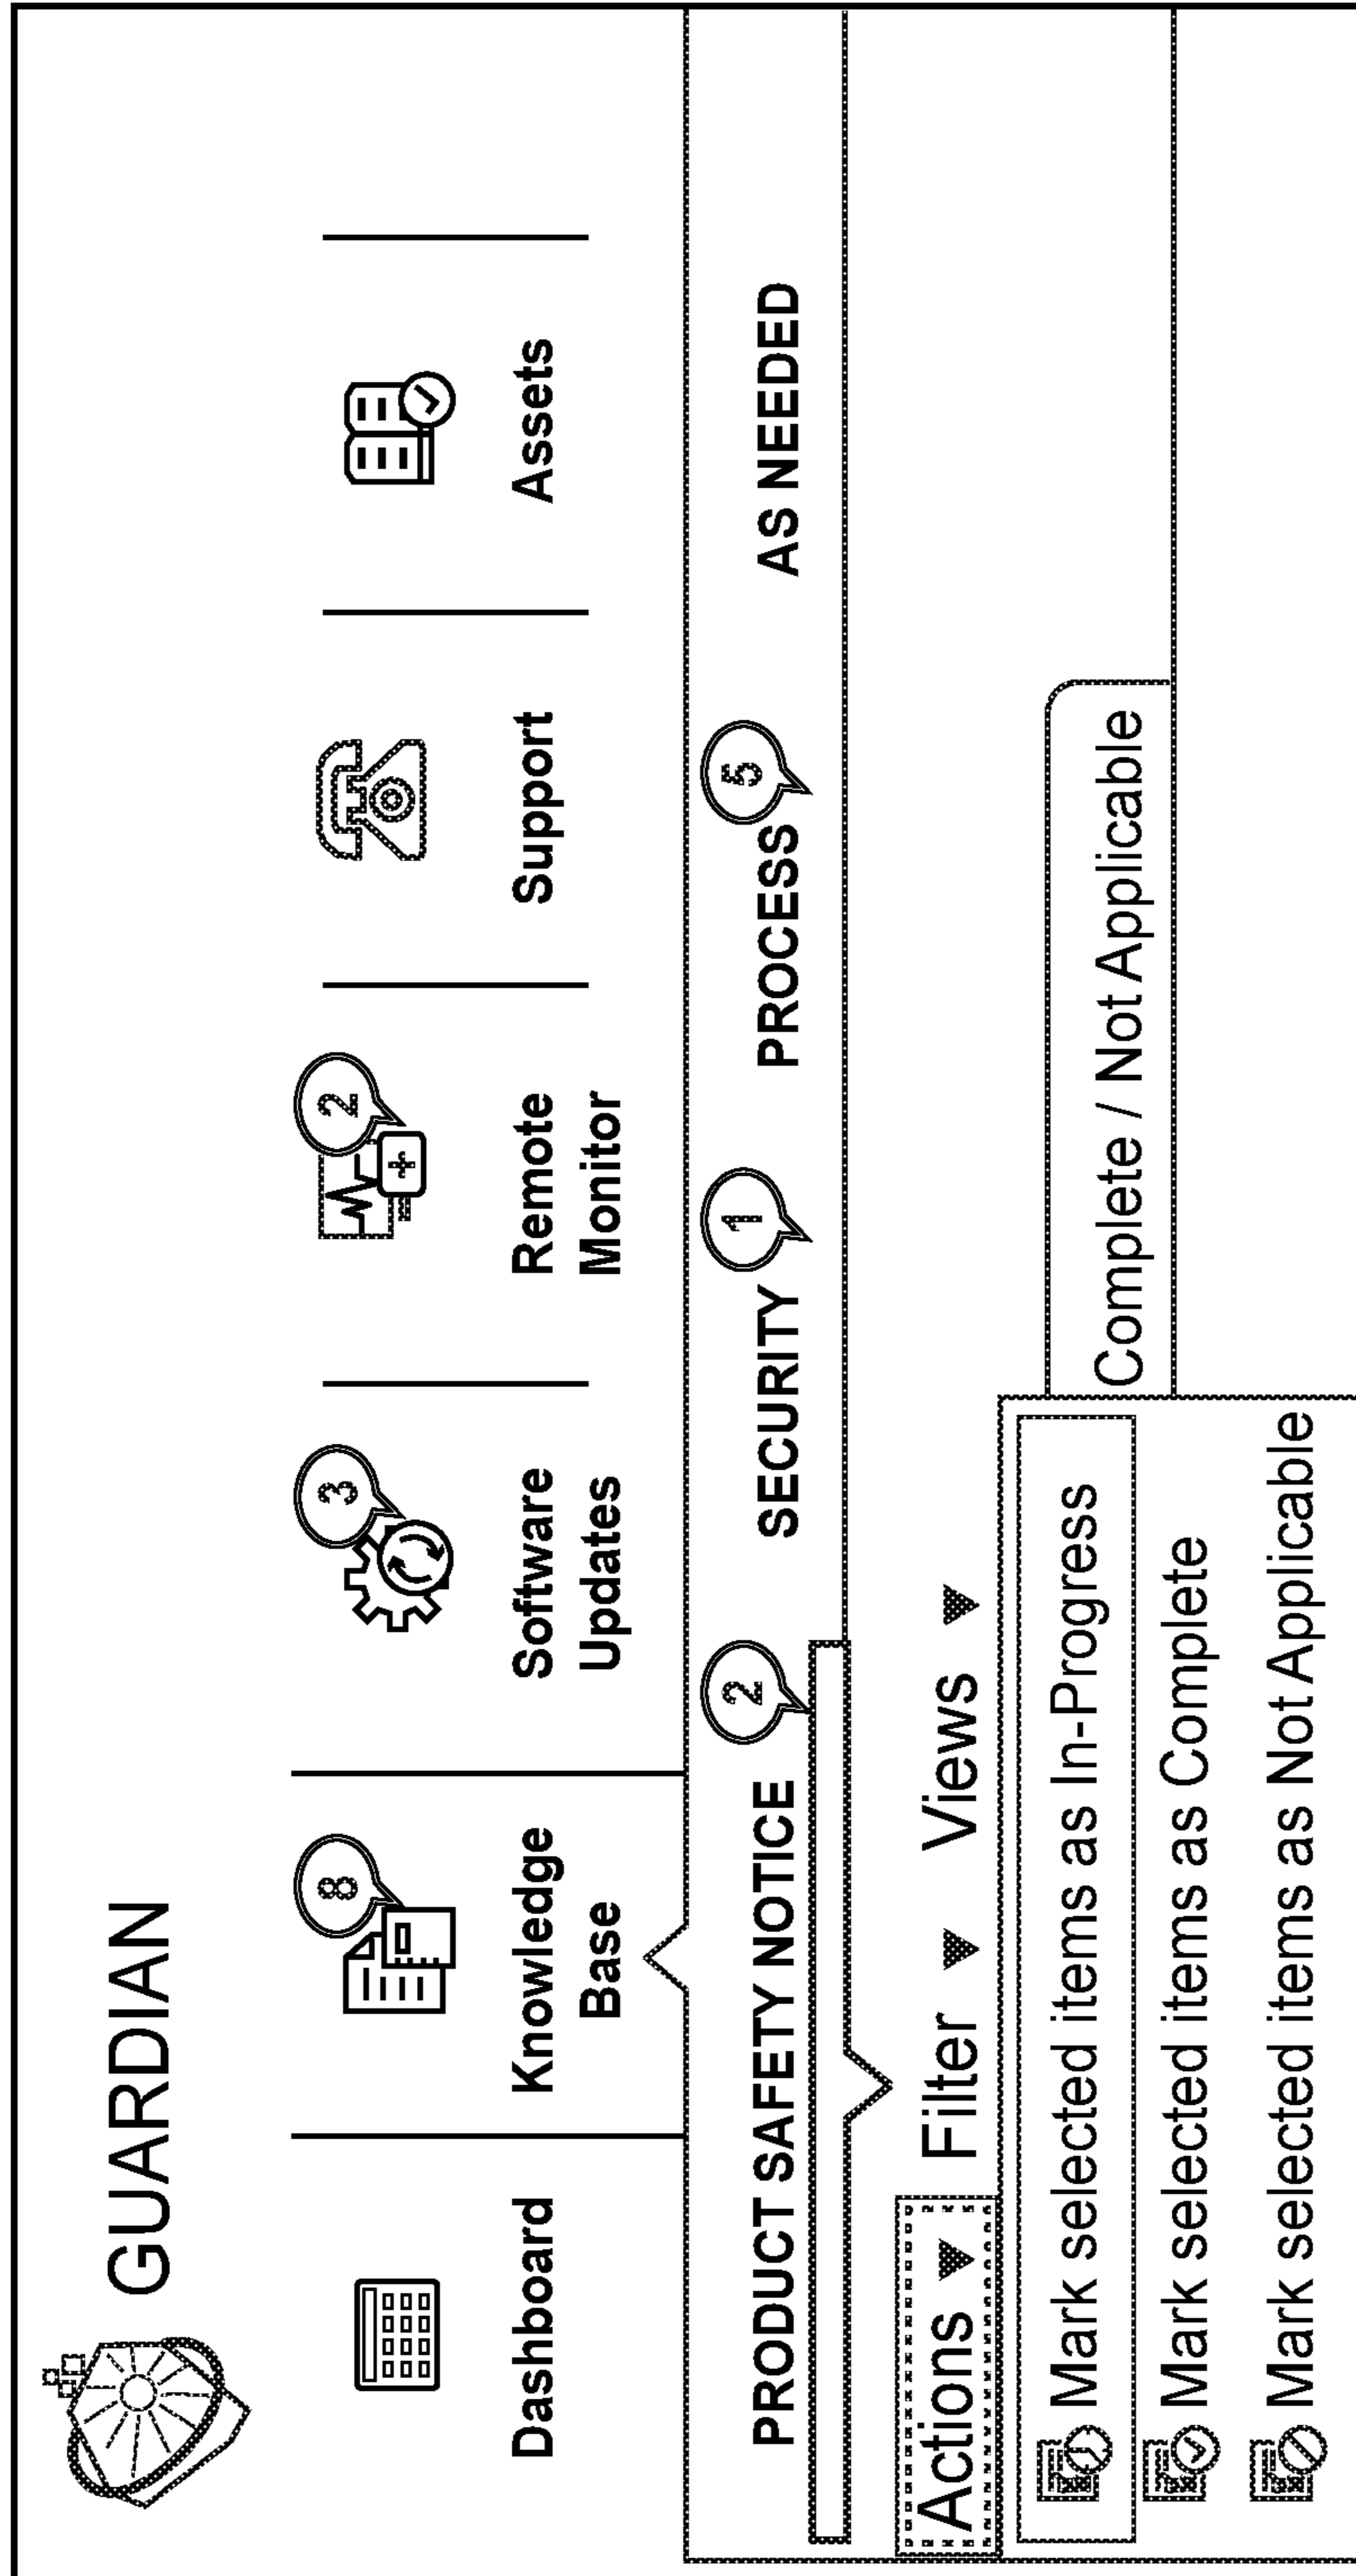 GUARDIAN
8
3
2
Dashboard
Knowledge
Base
Software
Updates
Remote
Monitor
Support
Assets
PRODUCT SAFETY NOTICE 2
SECURITY 1
PROCESS 5
AS NEEDED
Actions Filter Views
Complete / Not Applicable
Mark selected items as In-Progress
Mark selected items as Complete
Mark selected items as Not Applicable